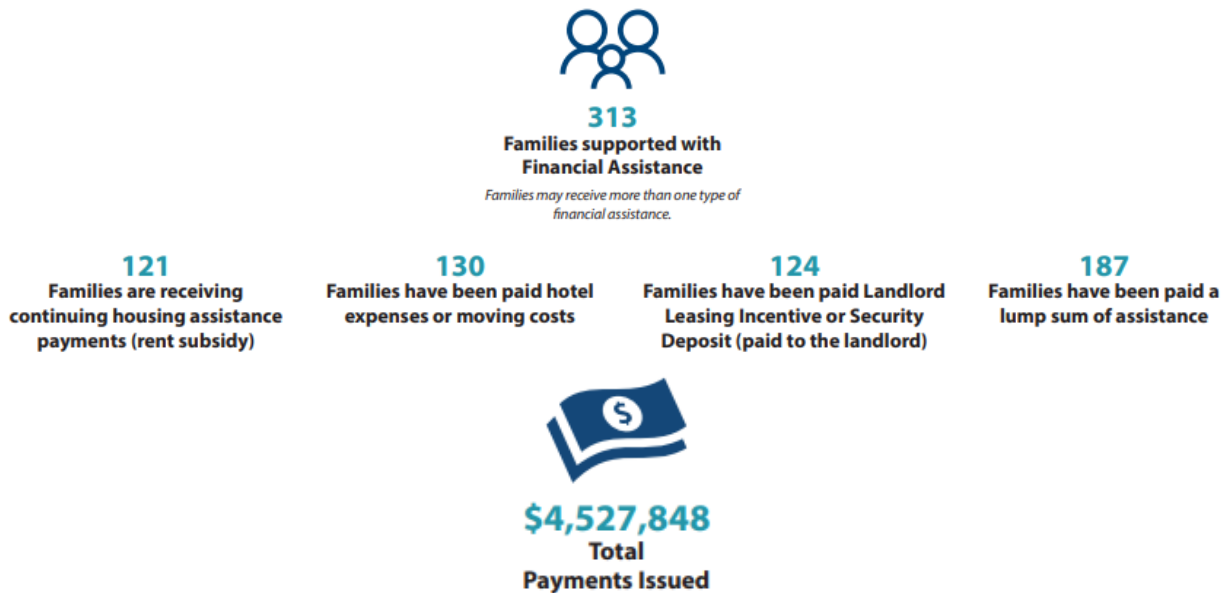 313
Families supported with
Financial Assistance
Families may receive more than one type of
financial assistance.
121
Families are receiving
continuing housing assistance
payments (rent subsidy)
130
Families have been paid hotel
expenses or moving costs
124
Families have been paid Landlord
Leasing Incentive or Security
Deposit (paid to the landlord)
187
Families have been paid a
lump sum of assistance
$
$4,527,848
Total
Payments Issued